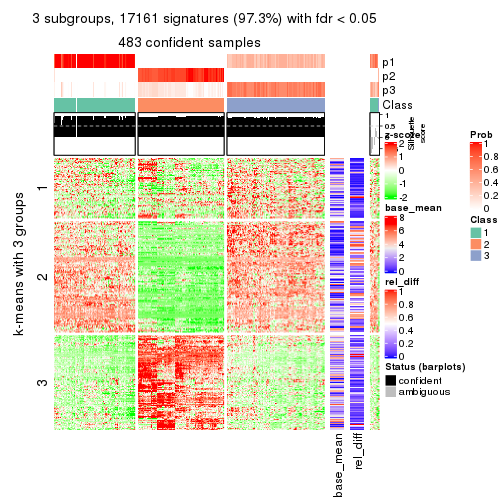 3 subgroups, 17161 signatures (97.3%) with fdr < 0.05
483 confident samples
p1
p2
p3
Class
1
0.5
0
Silhouette
score
k-means with 3 groups
1
2
3
base_mean
rel_diff
z-score
2
1
0
-1
-2
base_mean
8
6
4
2
0
rel_diff
1
0.8
0.6
0.4
0.2
0
Status (barplots)
confident
ambiguous
Prob
1
0.8
0.6
0.4
0.2
0
Class
1
2
3